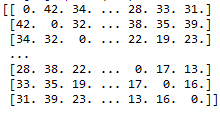 [[ 0. 42. 34. ... 28. 33. 31.]
[42. 0. 32. ... 38. 35. 39.]
[34. 32. 0. ... 22. 19. 23.]
...
[28. 38. 22. ... 0. 17. 13.]
[33. 35. 19. ... 17. 0. 16.]
[31. 39. 23. ... 13. 16. 0.]]